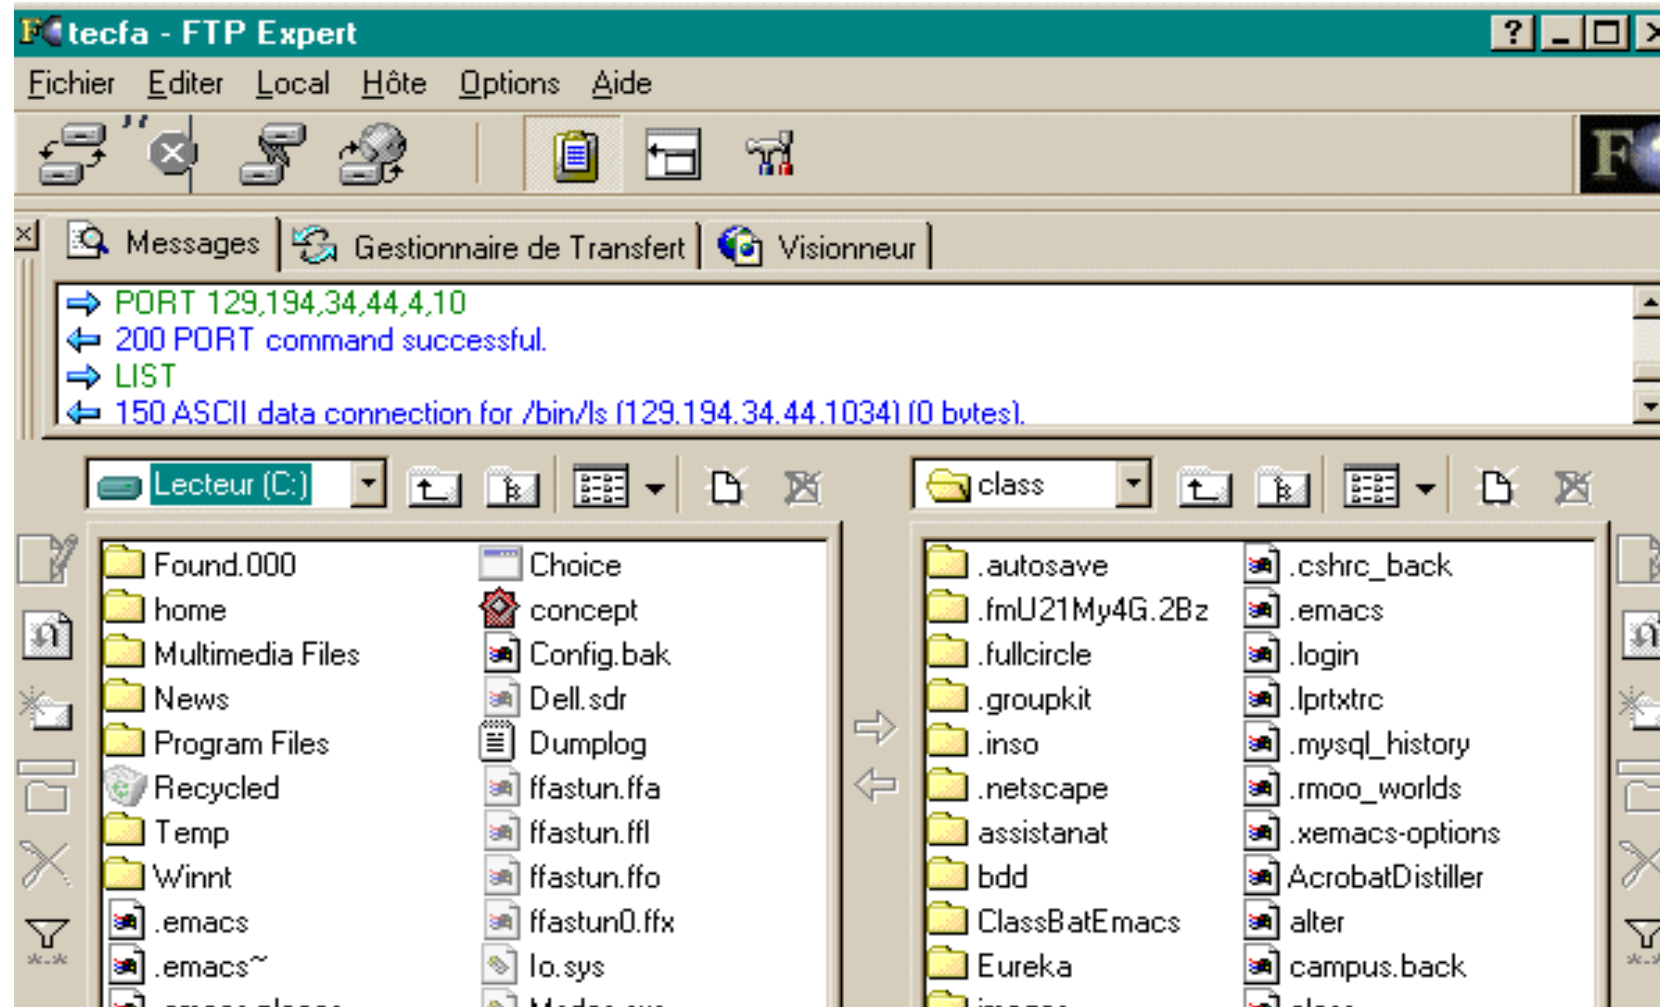 tecfa - FTP Expert
Fichier Editer Local Hôte Options Aide
Messages Gestionnaire de Transfert Visionneur
PORT 129,194,34,44,4,10
200 PORT command successful.
LIST
150 ASCII data connection for /bin/ls (129.194.34.44.1034) (0 bytes).
Lecteur (C:) class
Found.000
home
Multimedia Files
News
Program Files
Recycled
Temp
Winnt
.emacs
.emacs~
Choice
concept
Config.bak
Dell.sdr
Dumplog
ffastun.ffa
ffastun.ffl
ffastun.ffo
ffastun0.ffx
Io.sys
.autosave
.fmU21My4G.2Bz
.fullcircle
.groupkit
.inso
.netscape
assistanat
bdd
ClassBatEmacs
Eureka
images
.cshrc_back
.emacs
.login
.lprtxtrc
.mysql_history
.rmoo_worlds
.xemacs-options
AcrobatDistiller
alter
campus.back